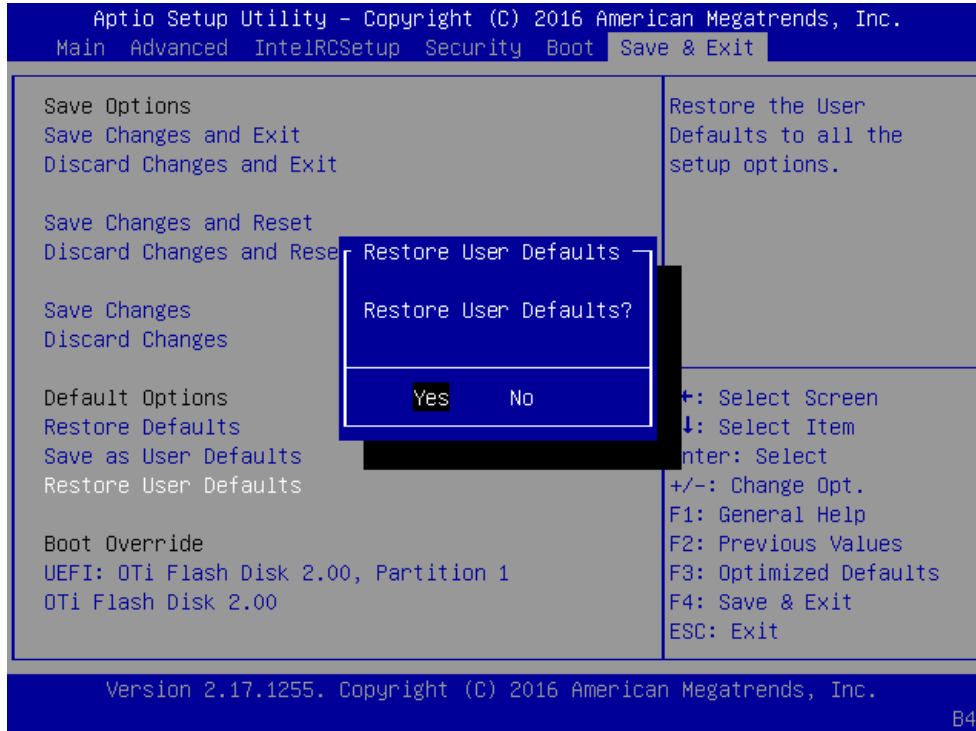 Aptio Setup Utility – Copyright (C) 2016 American Megatrends, Inc.
Main Advanced IntelRCSetup Security Boot Save & Exit
Save Options
Save Changes and Exit
Discard Changes and Exit
Save Changes and Reset
Discard Changes and Rese
Save Changes
Discard Changes
Default Options
Restore Defaults
Save as User Defaults
Restore User Defaults
Boot Override
UEFI: OTi Flash Disk 2.00, Partition 1
OTi Flash Disk 2.00
Restore User Defaults
Restore User Defaults?
Yes No
Restore the User
Defaults to all the
setup options.
: Select Screen
↓: Select Item
nter: Select
+/-: Change Opt.
F1: General Help
F2: Previous Values
F3: Optimized Defaults
F4: Save & Exit
ESC: Exit
Version 2.17.1255. Copyright (C) 2016 American Megatrends, Inc.
B4